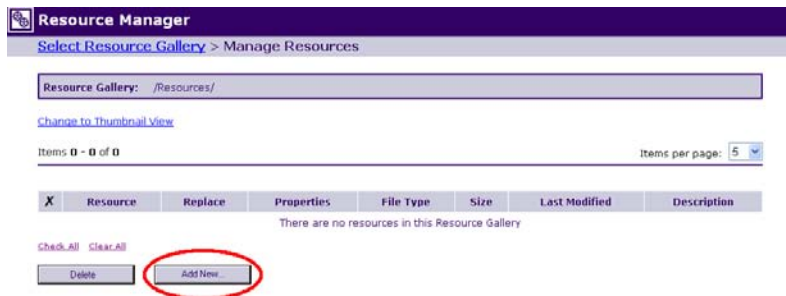 Resource Manager
Select Resource Gallery > Manage Resources
Resource Gallery: /Resources/
Change to Thumbnail View
Items 0 - 0 of 0 Items per page: 5
X Resource Replace Properties File Type Size Last Modified Description
There are no resources in this Resource Gallery
Check All Clear All
Delete Add New...